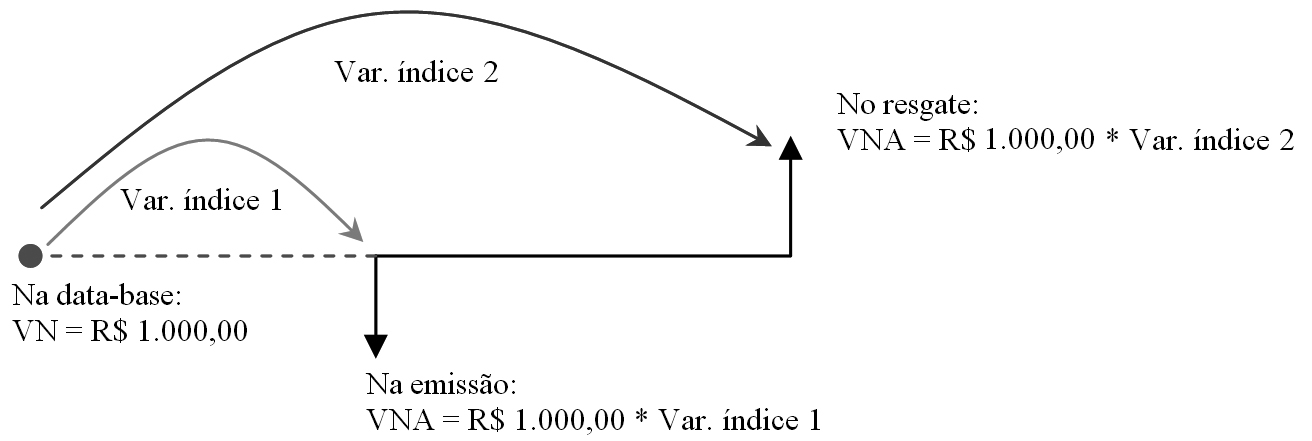 Var. índice 2
No resgate:
VNA = R$ 1.000,00 * Var. índice 2
Var. índice 1
Na data-base:
VN = R$ 1.000,00
Na emissão:
VNA = R$ 1.000,00 * Var. índice 1